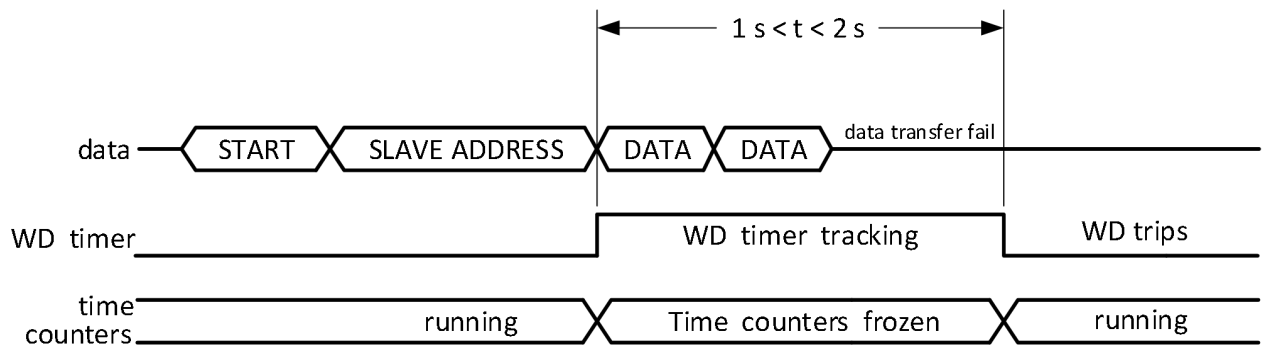 1 s < t < 2 s
data START SLAVE ADDRESS DATA DATA data transfer fail
WD timer WD timer tracking WD trips
time
counters running Time counters frozen running